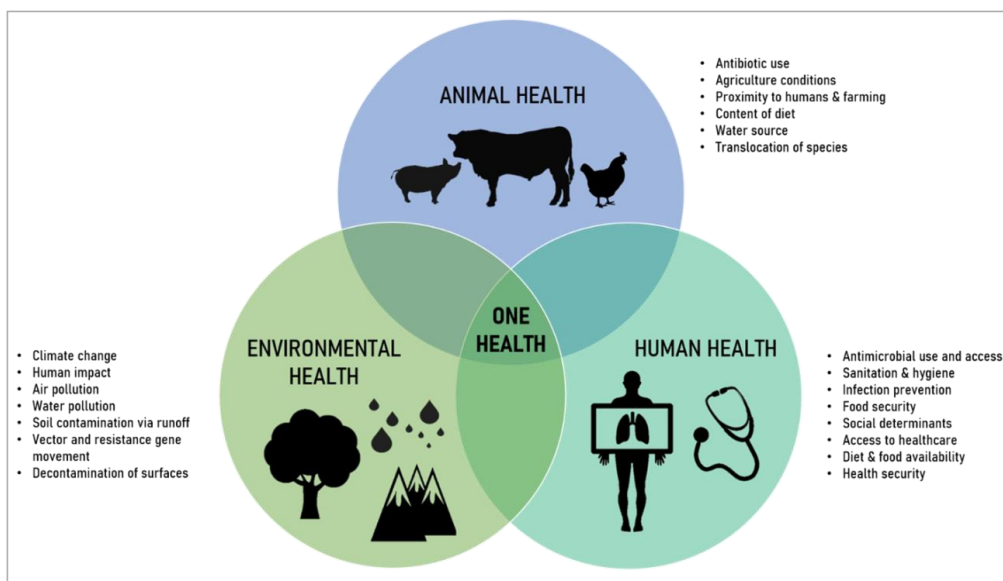 ANIMAL HEALTH
• Antibiotic use
• Agriculture conditions
• Proximity to humans & farming
• Content of diet
• Water source
• Translocation of species
ONE
HEALTH
ENVIRONMENTAL
HEALTH
• Climate change
• Human impact
• Air pollution
• Water pollution
• Soil contamination via runoff
• Vector and resistance gene
movement
• Decontamination of surfaces
HUMAN HEALTH
• Antimicrobial use and access
• Sanitation & hygiene
• Infection prevention
• Food security
• Social determinants
• Access to healthcare
• Diet & food availability
• Health security